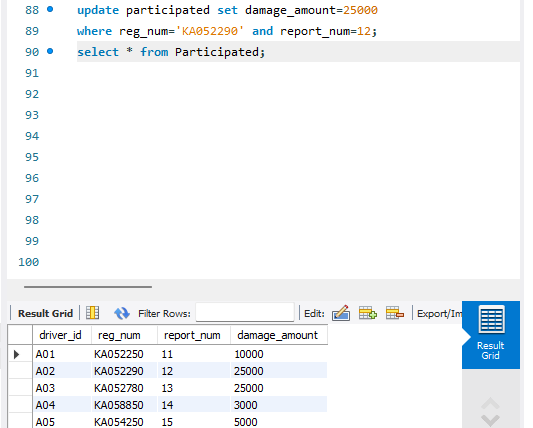 88 update participated set damage_amount=25000
89 where reg_num='KA052290' and report_num=12;
90 select * from Participated;
91
92
93
94
95
96
97
98
99
100
Result Grid Filter Rows: Edit: Export/Im
Result
Grid
driver_id reg_num report_num damage_amount
A01 KA052250 11 10000
A02 KA052290 12 25000
A03 KA052780 13 25000
A04 KA058850 14 3000
A05 KA054250 15 5000